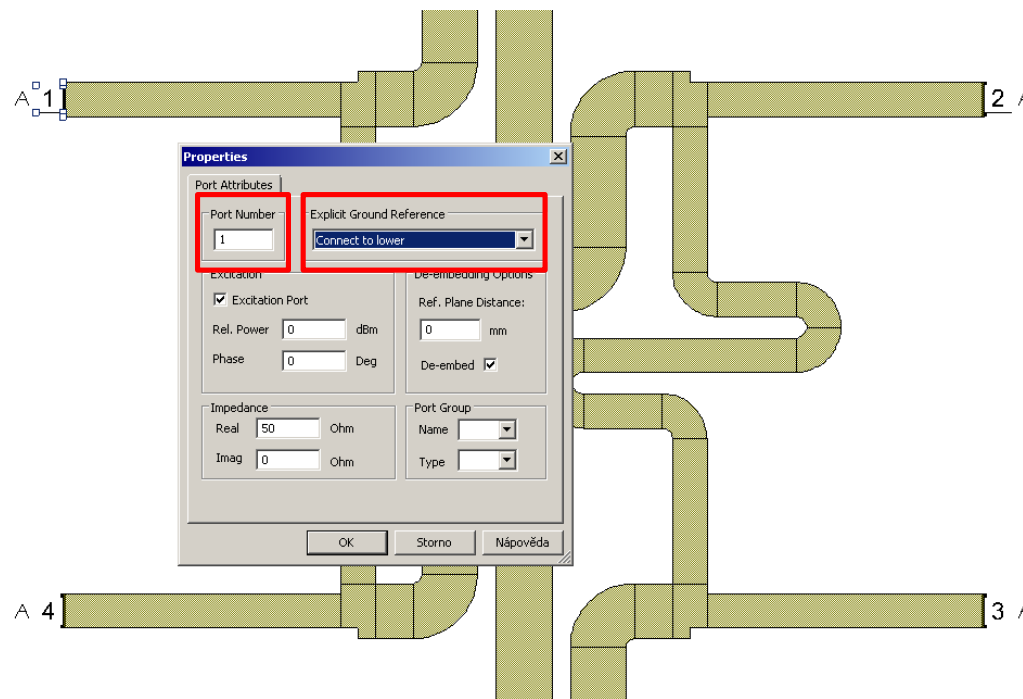 A 1
2 A
Properties
Port Attributes
Port Number
Explicit Ground Reference
1
Connect to lower
Excitation
De-embedding Options
Excitation Port
Ref. Plane Distance:
Rel. Power 0 dBm
0 mm
Phase 0 Deg
De-embed
Impedance
Port Group
Real 50 Ohm
Name
Imag 0 Ohm
Type
OK
Storno
Nápověda
A 4
3 A